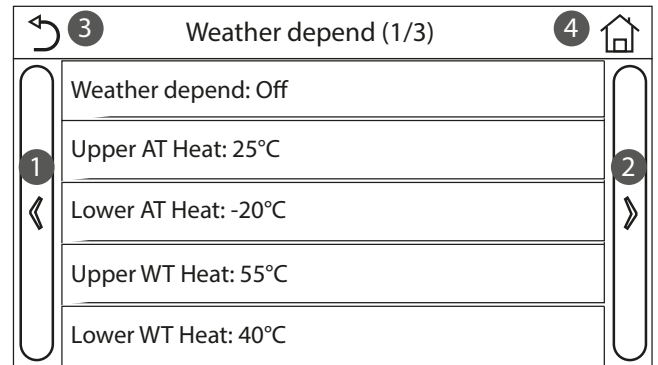 3 Weather depend (1/3) 4
Weather depend: Off
Upper AT Heat: 25°C
1 2
Lower AT Heat: -20°C
Upper WT Heat: 55°C
Lower WT Heat: 40°C